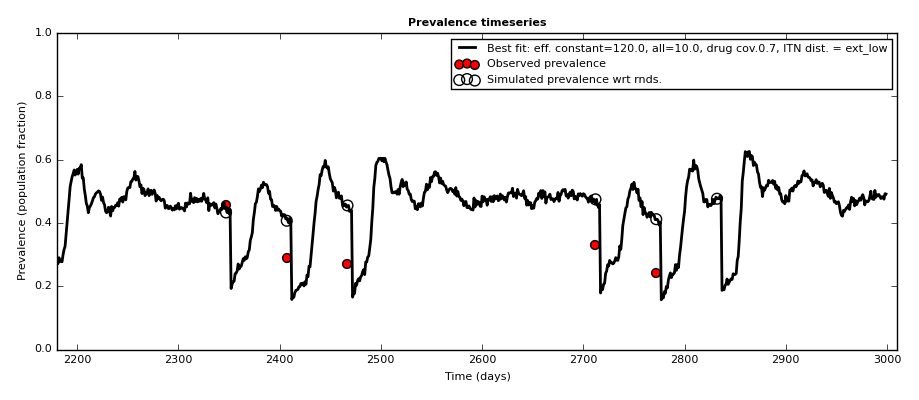 Prevalence timeseries
Best fit: eff. constant=120.0, all=10.0, drug cov.0.7, ITN dist. = ext_low
Observed prevalence
Simulated prevalence wrt rnds.
Prevalence (population fraction)
1.0
0.8
0.6
0.4
0.2
0.0
2200 2300 2400 2500 2600 2700 2800 2900 3000
Time (days)